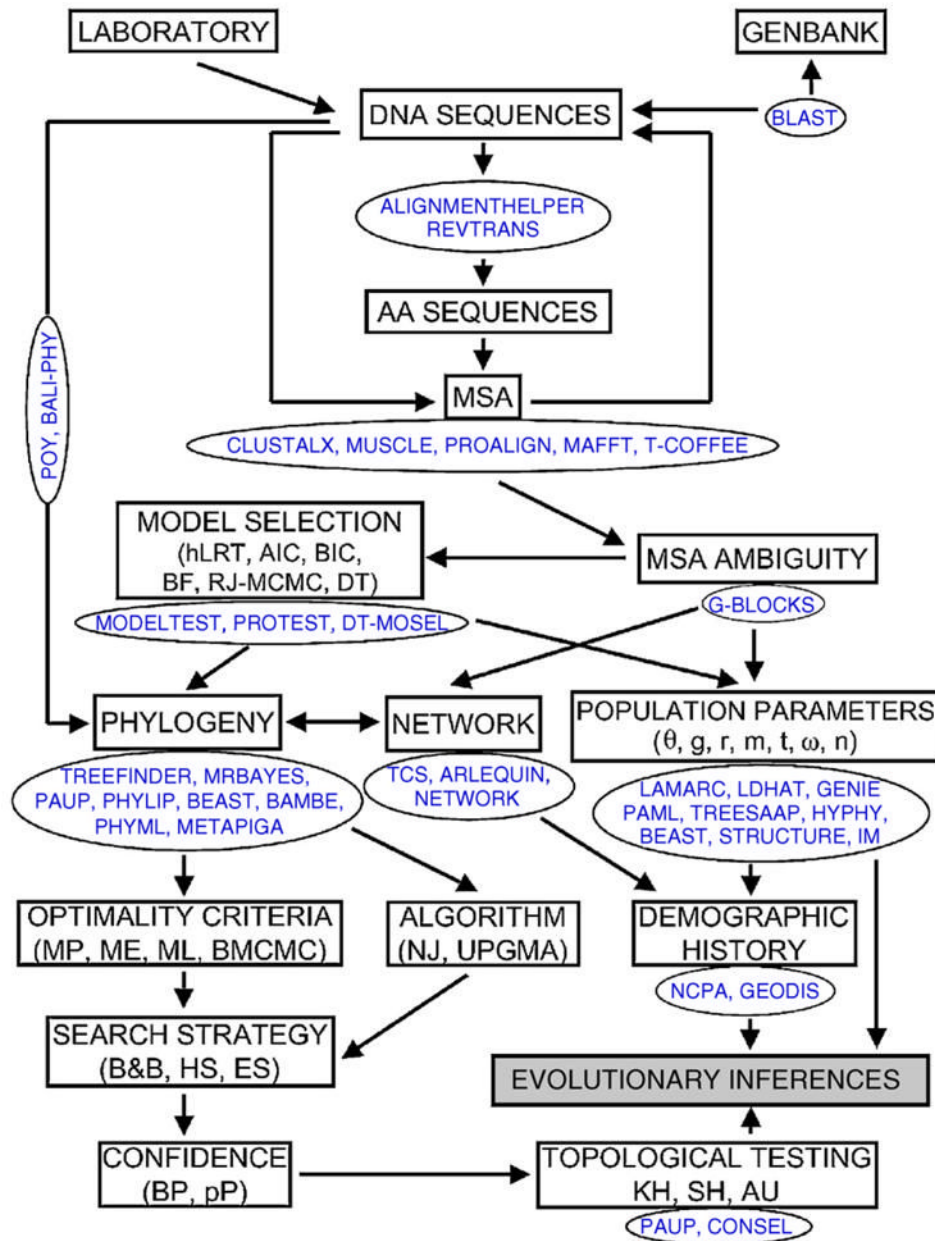 LABORATORY
GENBANK
DNA SEQUENCES
BLAST
ALIGNMENTHELPER
REVTRANS
AA SEQUENCES
POY, BALI-PHY
MSA
CLUSTALX, MUSCLE, PROALIGN, MAFFT, T-COFFEE
MODEL SELECTION
(hLRT, AIC, BIC,
BF, RJ-MCMC, DT)
MSA AMBIGUITY
G-BLOCKS
MODELTEST, PROTEST, DT-MOSEL
PHYLOGENY
NETWORK
POPULATION PARAMETERS
(θ, g, r, m, t, ω, n)
TREEFINDER, MRBAYES,
PAUP, PHYLIP, BEAST, BAMBE,
PHYML, METAPIGA
TCS, ARLEQUIN,
NETWORK
LAMARC, LDHAT, GENIE
PAML, TREESAAP, HYPHY,
BEAST, STRUCTURE, IM
OPTIMALITY CRITERIA
(MP, ME, ML, BMCMC)
ALGORITHM
(NJ, UPGMA)
DEMOGRAPHIC
HISTORY
NCPA, GEODIS
SEARCH STRATEGY
(B&B, HS, ES)
EVOLUTIONARY INFERENCES
CONFIDENCE
(BP, pP)
TOPOLOGICAL TESTING
KH, SH, AU
PAUP, CONSEL